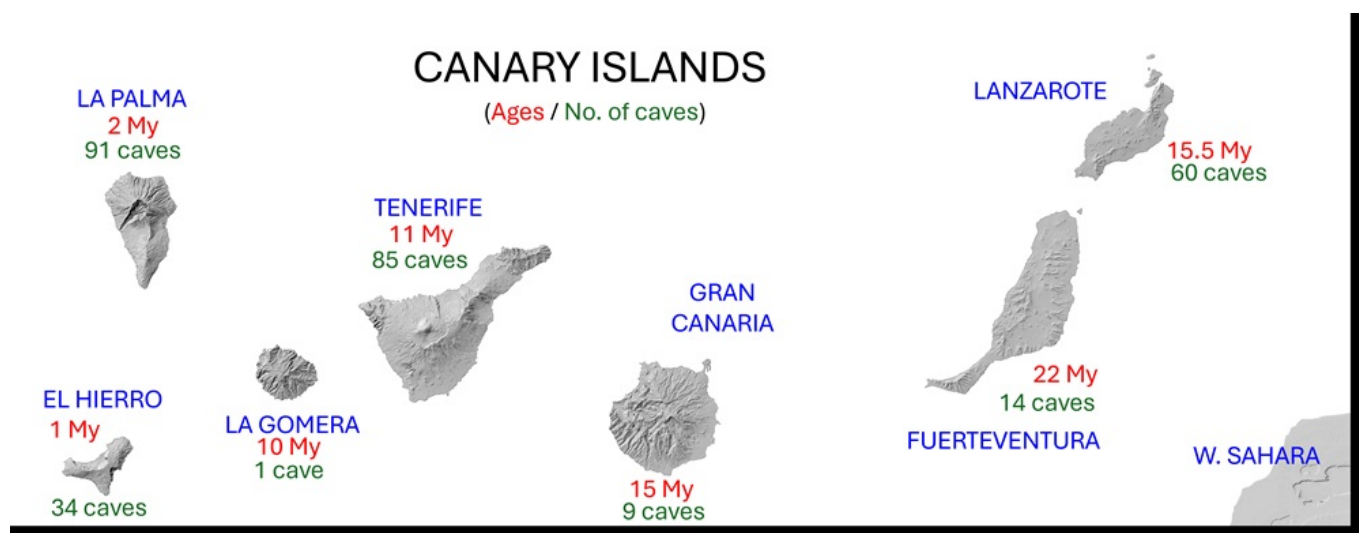 CANARY ISLANDS
(Ages / No. of caves)
LA PALMA
2 My
91 caves
LANZAROTE
15.5 My
60 caves
TENERIFE
11 My
85 caves
GRAN
CANARIA
15 My
9 caves
EL HIERRO
1 My
34 caves
LA GOMERA
10 My
1 cave
22 My
14 caves
FUERTEVENTURA
W. SAHARA